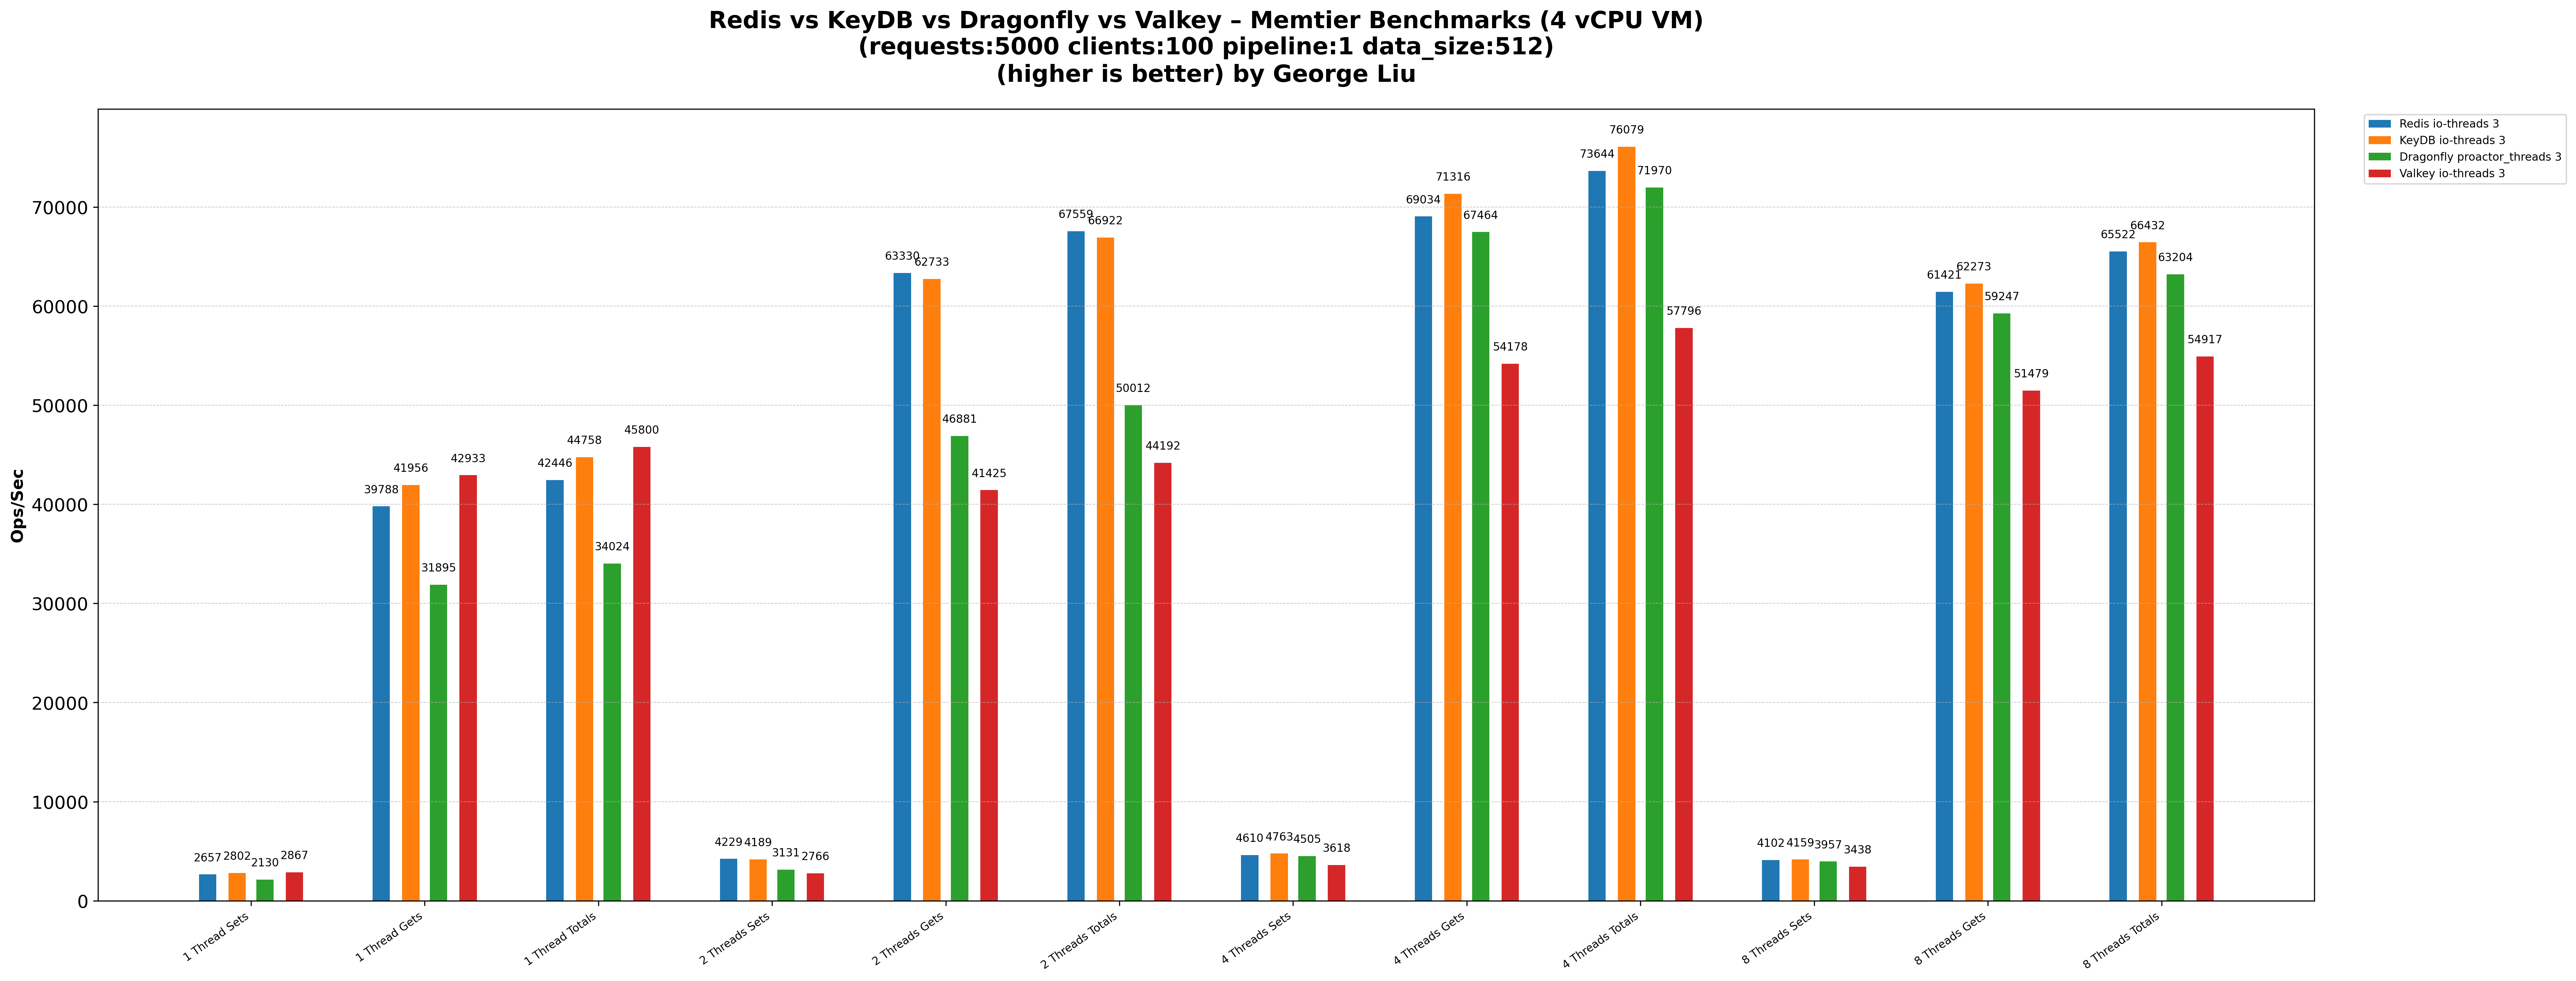 Redis vs KeyDB vs Dragonfly vs Valkey – Memtier Benchmarks (4 vCPU VM)
(requests:5000 clients:100 pipeline:1 data_size:512)
(higher is better) by George Liu
Redis io-threads 3
KeyDB io-threads 3
Dragonfly proactor_threads 3
Valkey io-threads 3
Ops/Sec
70000
60000
50000
40000
30000
20000
10000
0
2657 2802 2130 2867
39788 41956 31895 42933
42446 44758 34024 45800
4229 4189 3131 2766
63330 62733 46881 41425
67559 66922 50012 44192
4610 4763 4505 3618
69034 71316 67464 54178
73644 76079 71970 57796
4102 4159 3957 3438
61421 62273 59247 51479
65522 66432 63204 54917
1 Thread Sets
1 Thread Gets
1 Thread Totals
2 Threads Sets
2 Threads Gets
2 Threads Totals
4 Threads Sets
4 Threads Gets
4 Threads Totals
8 Threads Sets
8 Threads Gets
8 Threads Totals